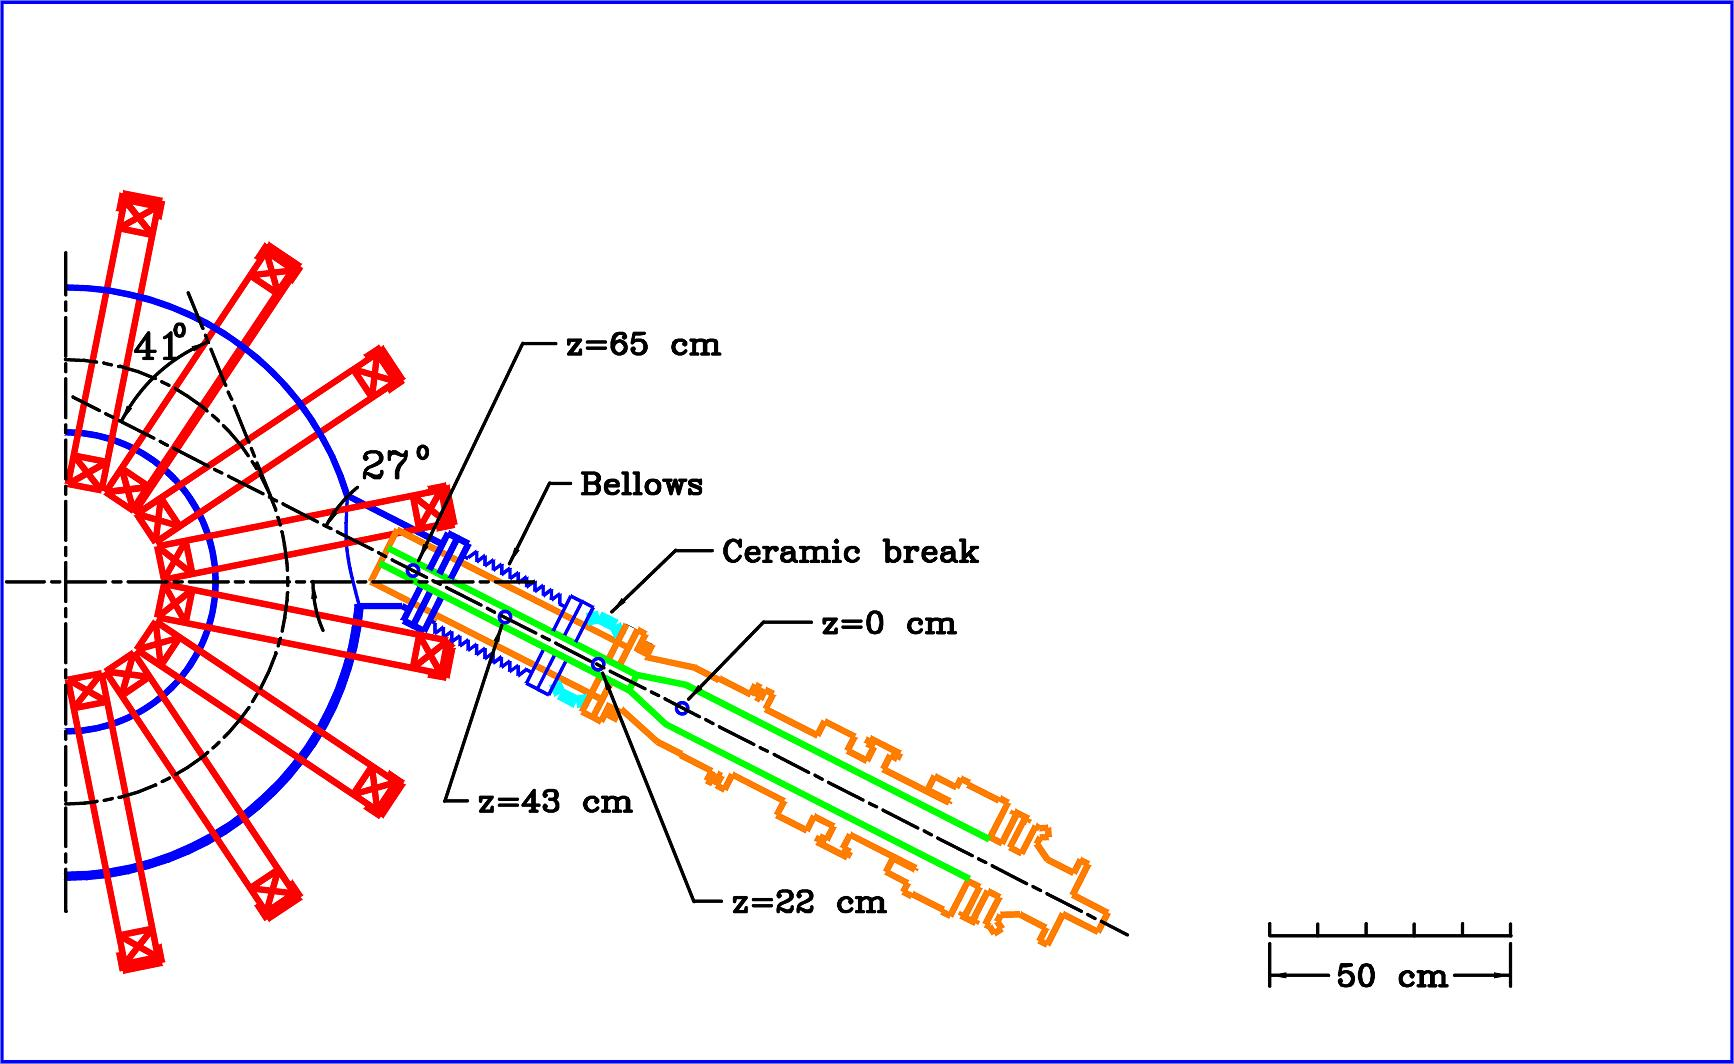 41°
z=65 cm
27°
Bellows
Ceramic break
z=0 cm
z=43 cm
z=22 cm
50 cm